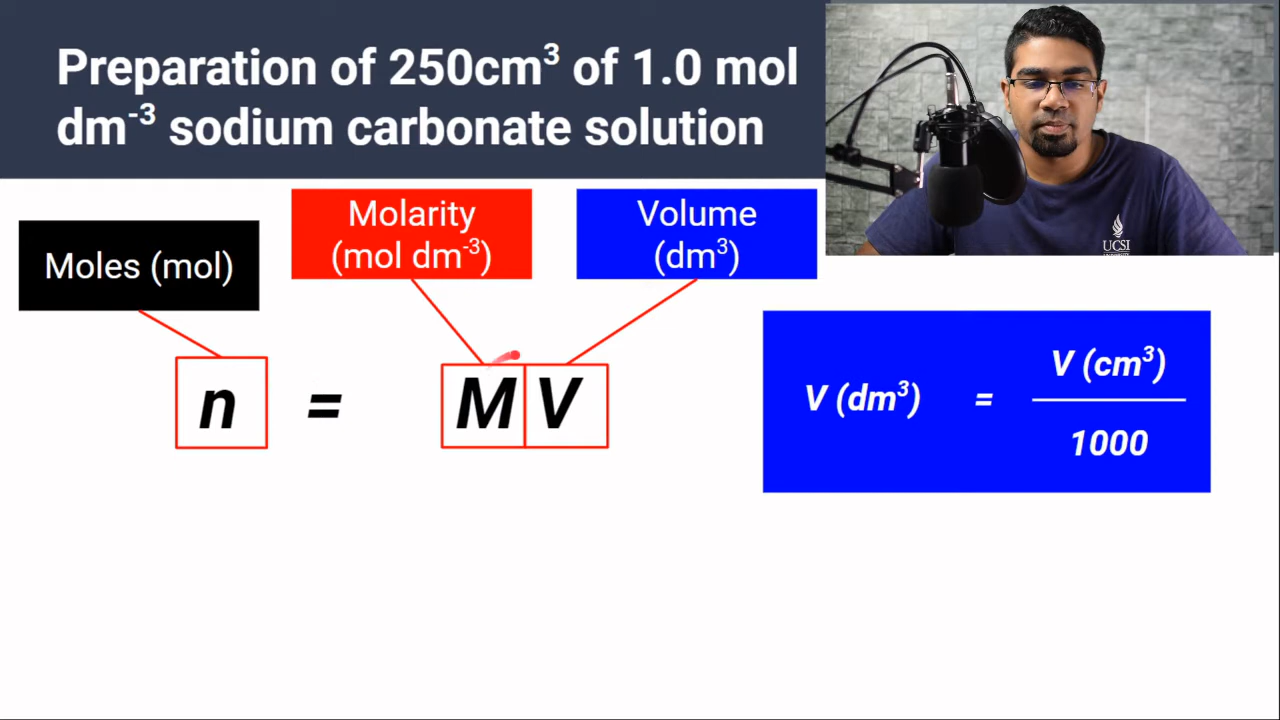 Preparation of 250cm³ of 1.0 mol
dm⁻³ sodium carbonate solution
Moles (mol)
Molarity
(mol dm⁻³)
Volume
(dm³)
n = M V
V (dm³) = V (cm³)
1000
UCSI